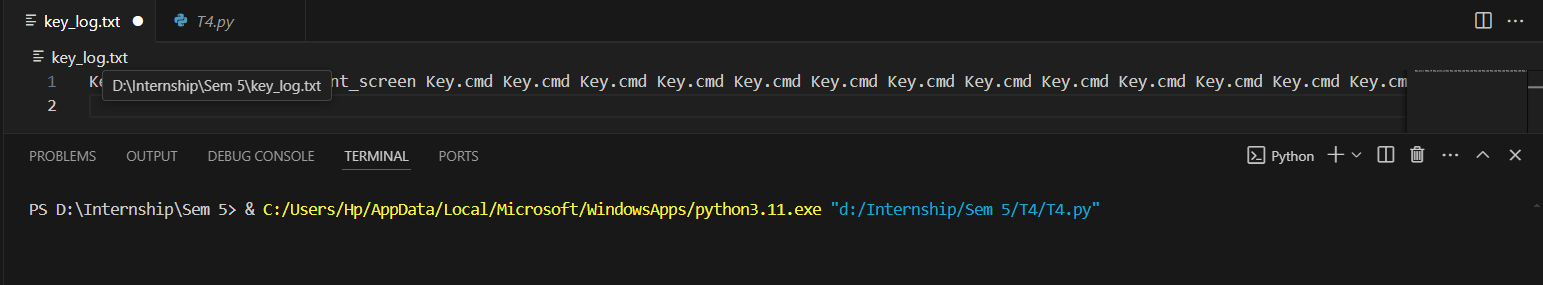 key_log.txt T4.py
key_log.txt
1 nt_screen Key.cmd Key.cmd Key.cmd Key.cmd Key.cmd Key.cmd Key.cmd Key.cmd Key.cmd Key.cmd Key.cmd Key.cmd Key.cm
D:\Internship\Sem 5\key_log.txt
2
PROBLEMS OUTPUT DEBUG CONSOLE TERMINAL PORTS Python
PS D:\Internship\Sem 5> & C:/Users/Hp/AppData/Local/Microsoft/WindowsApps/python3.11.exe "d:/Internship/Sem 5/T4/T4.py"